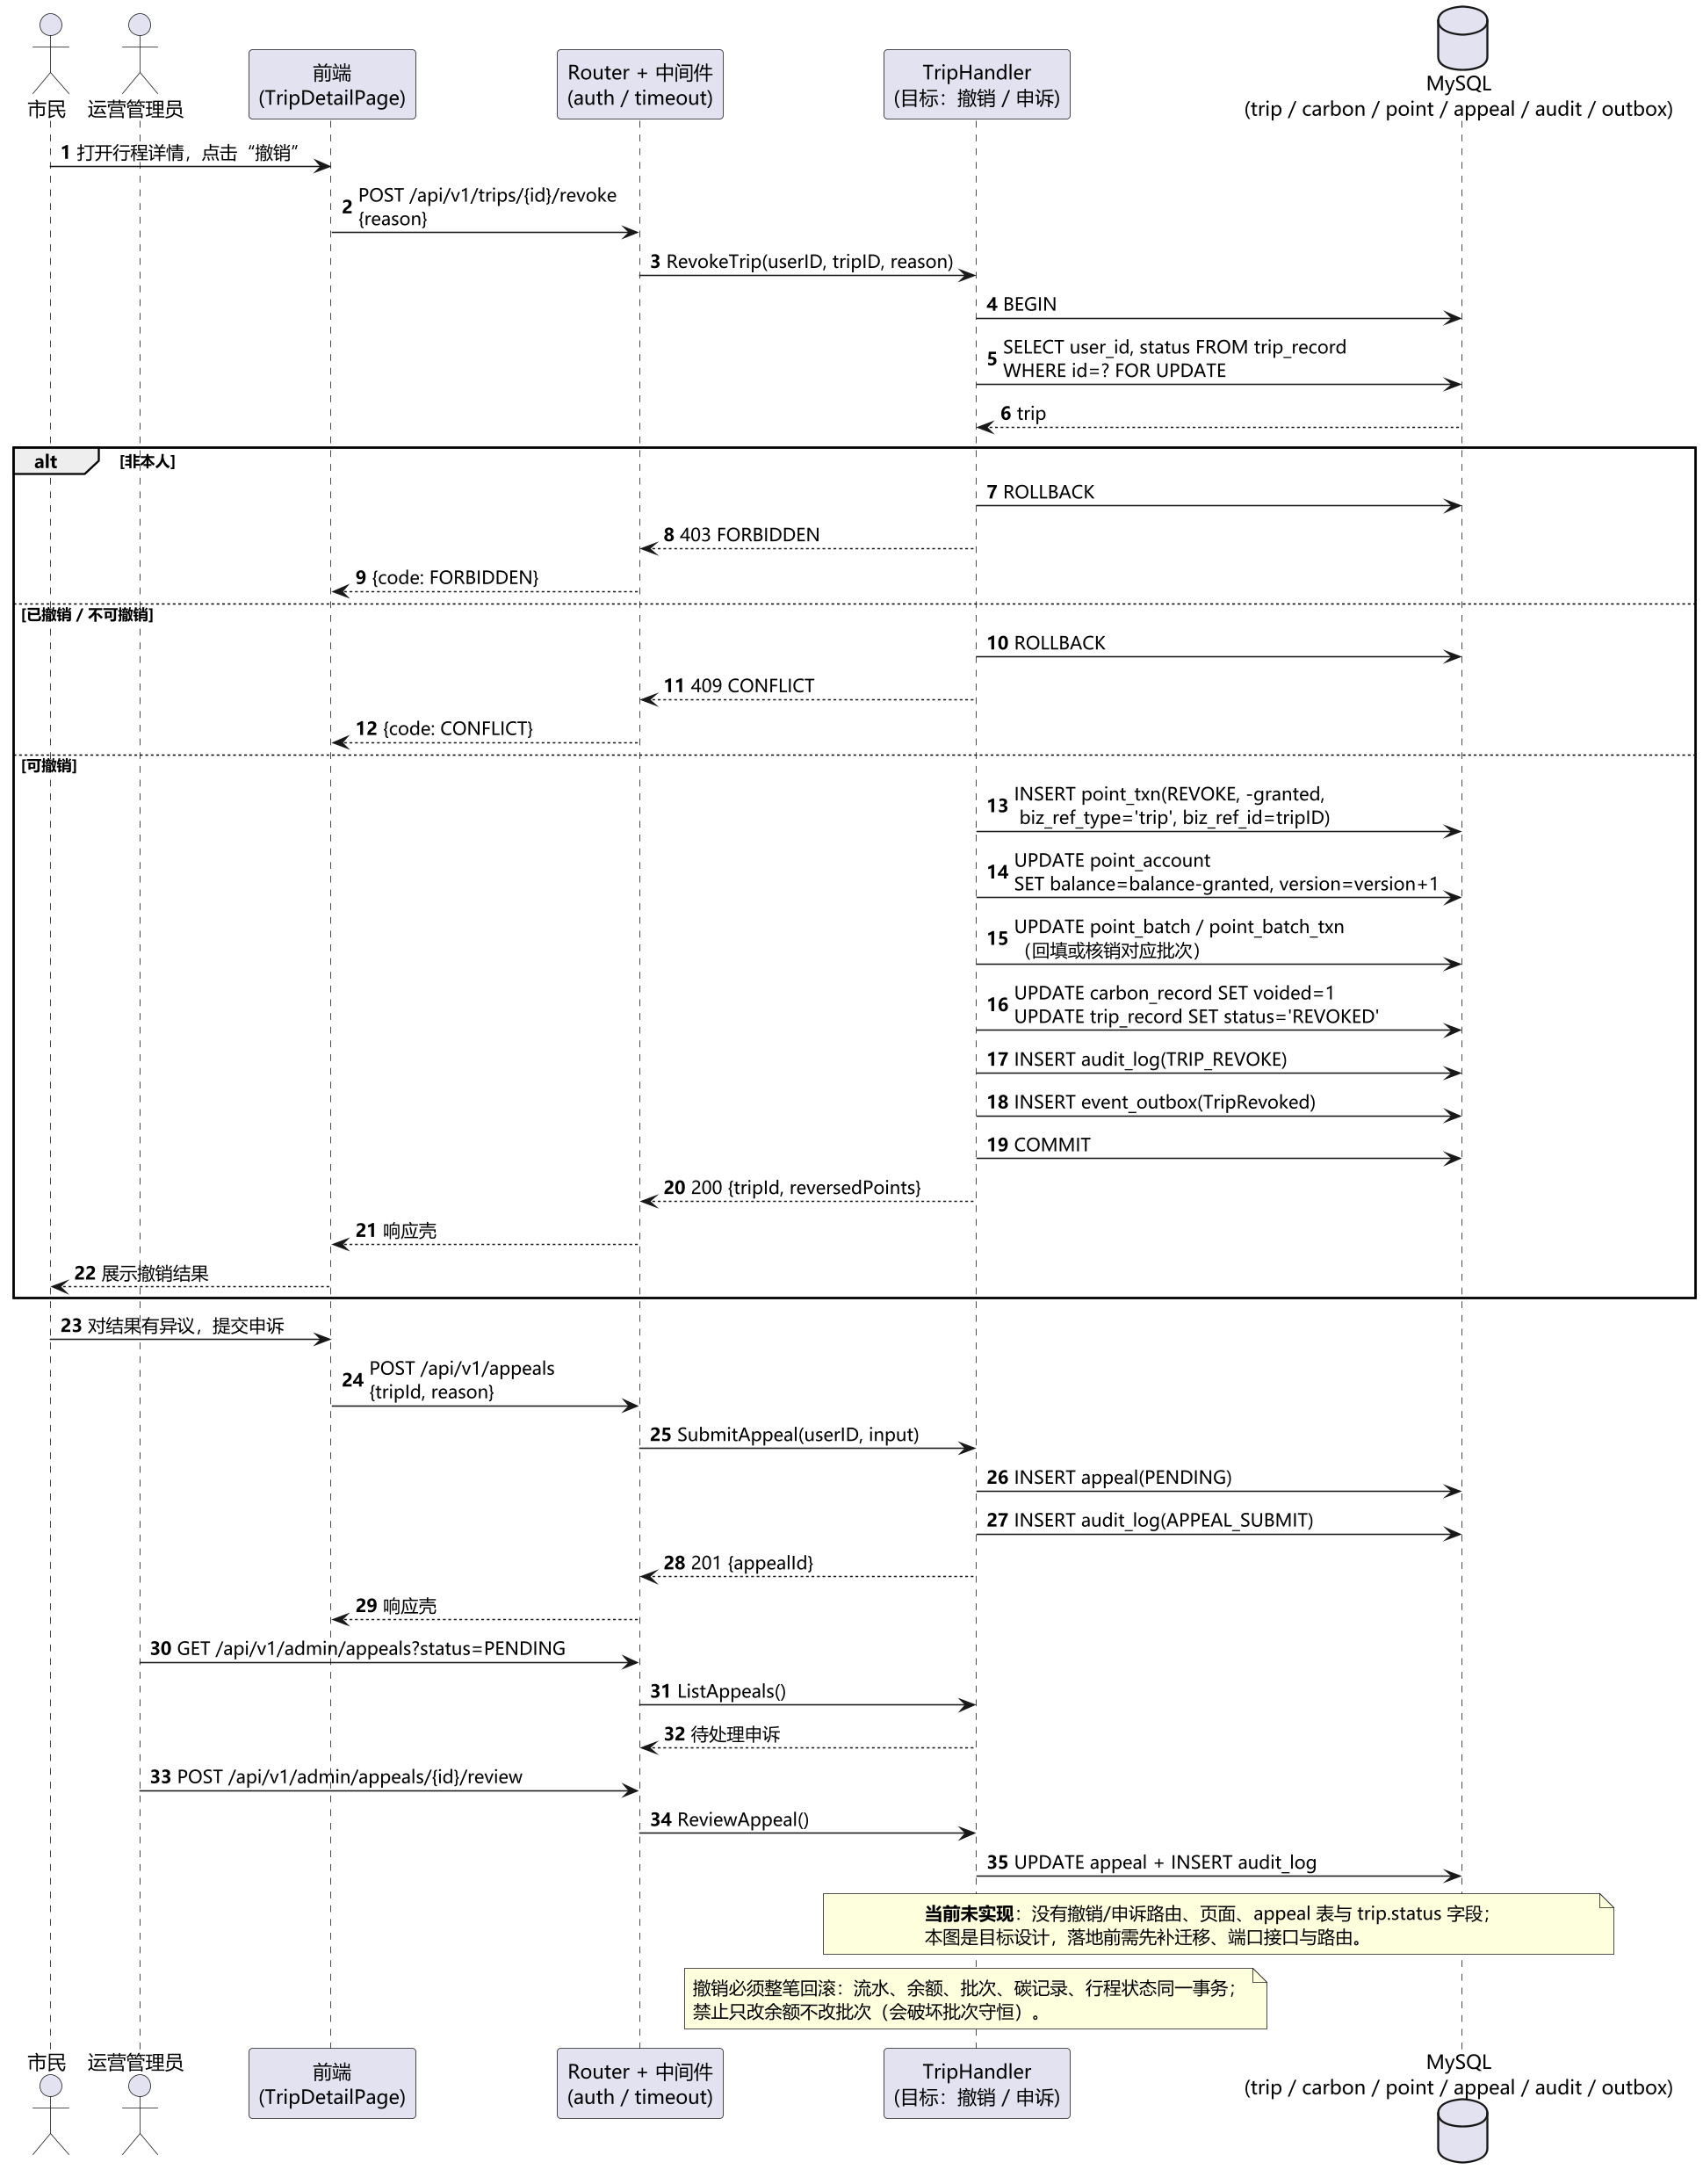 市民
运营管理员
前端
(TripDetailPage)
Router + 中间件
(auth / timeout)
TripHandler
(目标：撤销 / 申诉)
MySQL
(trip / carbon / point / appeal / audit / outbox)
1 打开行程详情，点击“撤销”
2 POST /api/v1/trips/{id}/revoke
{reason}
3 RevokeTrip(userID, tripID, reason)
4 BEGIN
5 SELECT user_id, status FROM trip_record
WHERE id=? FOR UPDATE
6 trip
alt [非本人]
7 ROLLBACK
8 403 FORBIDDEN
9 {code: FORBIDDEN}
[已撤销 / 不可撤销]
10 ROLLBACK
11 409 CONFLICT
12 {code: CONFLICT}
[可撤销]
13 INSERT point_txn(REVOKE, -granted,
biz_ref_type='trip', biz_ref_id=tripID)
14 UPDATE point_account
SET balance=balance-granted, version=version+1
15 UPDATE point_batch / point_batch_txn
（回填或核销对应批次）
16 UPDATE carbon_record SET voided=1
UPDATE trip_record SET status='REVOKED'
17 INSERT audit_log(TRIP_REVOKE)
18 INSERT event_outbox(TripRevoked)
19 COMMIT
20 200 {tripId, reversedPoints}
21 响应壳
22 展示撤销结果
23 对结果有异议，提交申诉
24 POST /api/v1/appeals
{tripId, reason}
25 SubmitAppeal(userID, input)
26 INSERT appeal(PENDING)
27 INSERT audit_log(APPEAL_SUBMIT)
28 201 {appealId}
29 响应壳
30 GET /api/v1/admin/appeals?status=PENDING
31 ListAppeals()
32 待处理申诉
33 POST /api/v1/admin/appeals/{id}/review
34 ReviewAppeal()
35 UPDATE appeal + INSERT audit_log
当前未实现：没有撤销/申诉路由、页面、appeal 表与 trip.status 字段；
本图是目标设计，落地前需先补迁移、端口接口与路由。
撤销必须整笔回滚：流水、余额、批次、碳记录、行程状态同一事务；
禁止只改余额不改批次（会破坏批次守恒）。
市民
运营管理员
前端
(TripDetailPage)
Router + 中间件
(auth / timeout)
TripHandler
(目标：撤销 / 申诉)
MySQL
(trip / carbon / point / appeal / audit / outbox)